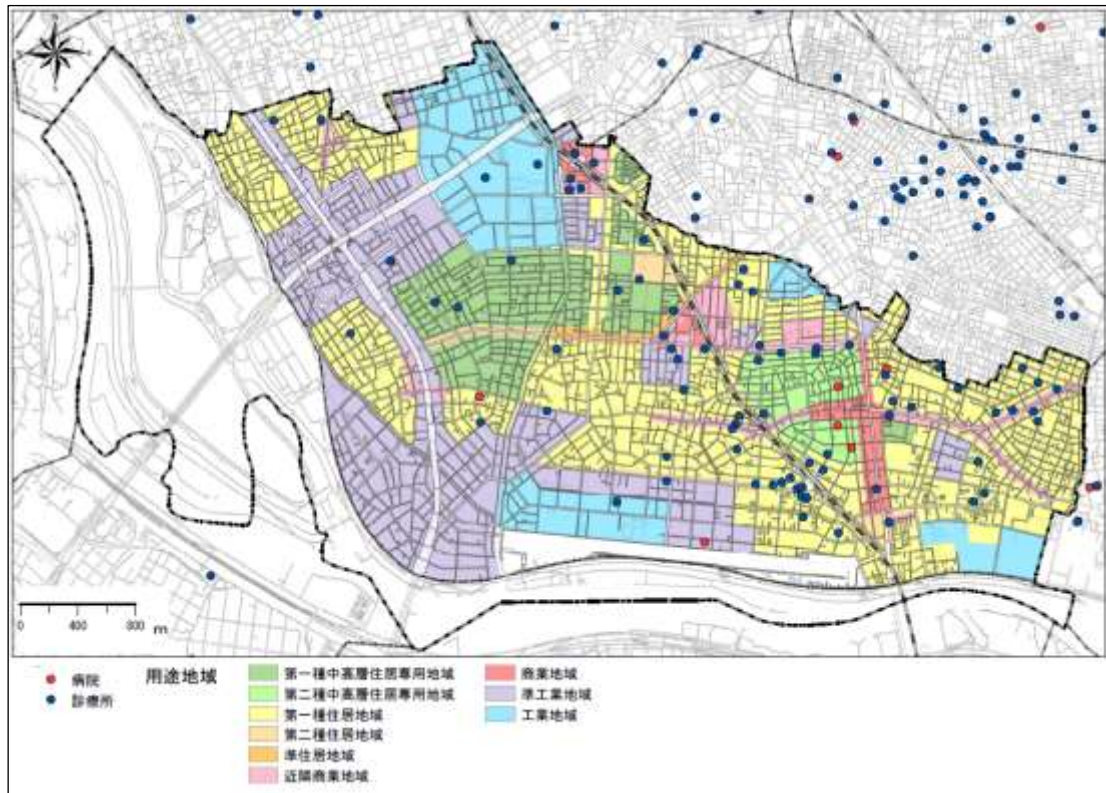 0 400 800 m
病院
診療所
用途地域
第一種中高層住居専用地域
第二種中高層住居専用地域
第一種住居地域
第二種住居地域
準住居地域
近隣商業地域
商業地域
準工業地域
工業地域